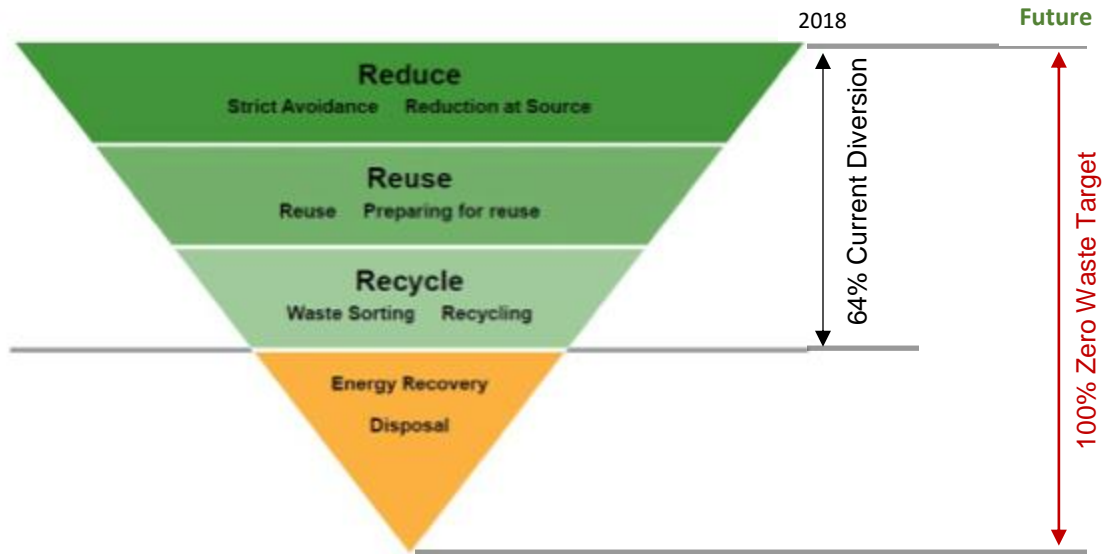 2018
Future
Reduce
Strict Avoidance Reduction at Source
Reuse
Reuse Preparing for reuse
Recycle
Waste Sorting Recycling
Energy Recovery
Disposal
64% Current Diversion
100% Zero Waste Target